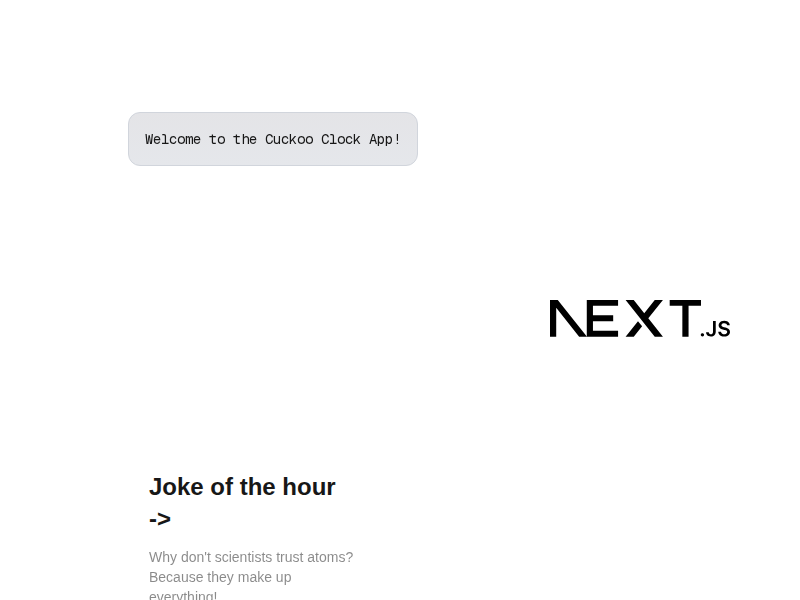 Welcome to the Cuckoo Clock App!
NEXT.JS
Joke of the hour
->
Why don't scientists trust atoms?
Because they make up
everything!